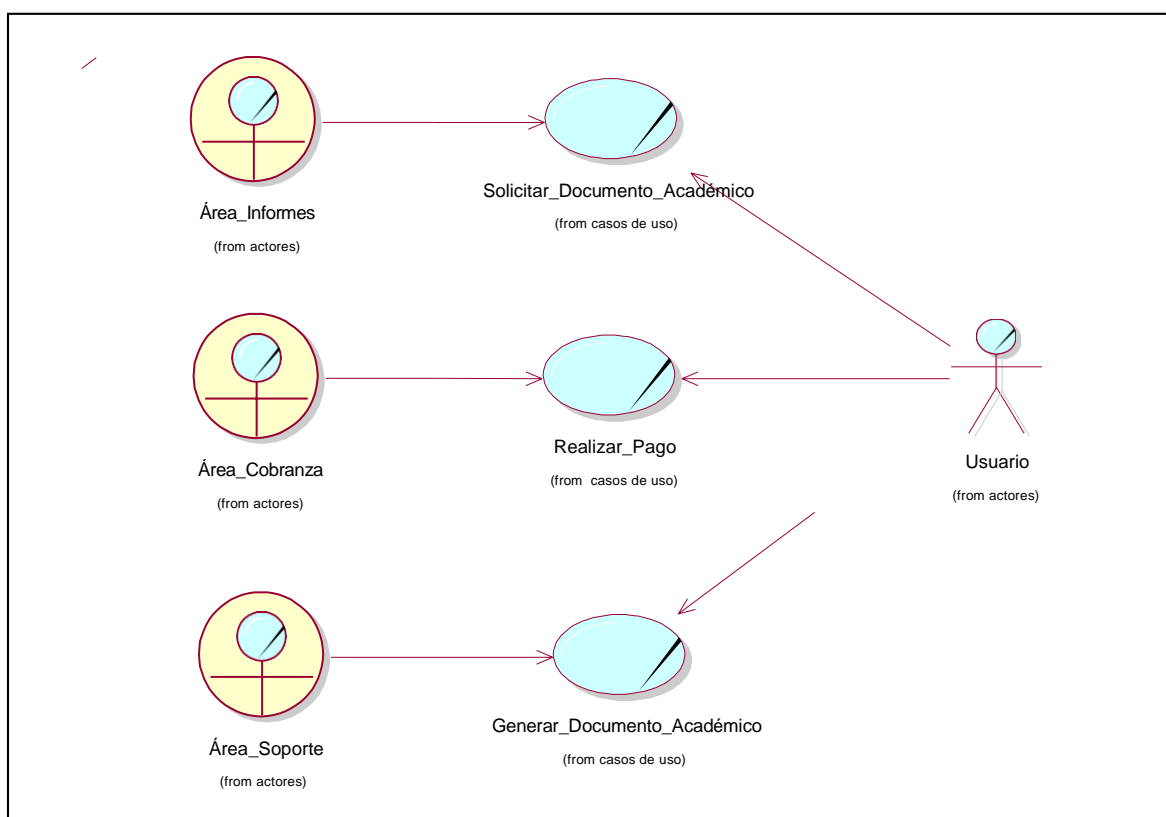 Área_Informes
(from actores)
Solicitar_Documento_Académico
(from casos de uso)
Área_Cobranza
(from actores)
Realizar_Pago
(from casos de uso)
Usuario
(from actores)
Área_Soporte
(from actores)
Generar_Documento_Académico
(from casos de uso)